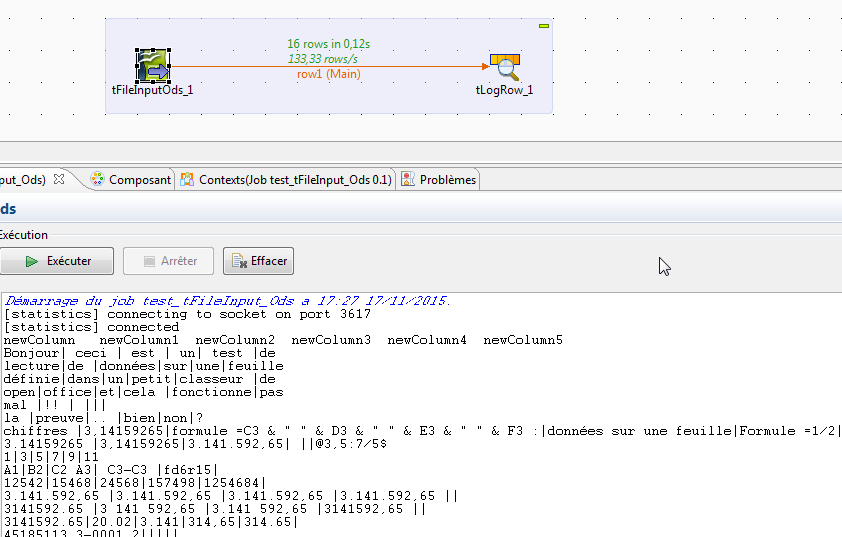 16 rows in 0,12s
133,33 rows/s
row1 (Main)
tFileInputOds_1
tLogRow_1
put_Ods)
Composant
Contexts(Job test_tFileInput_Ods 0.1)
Problèmes
ds
Exécution
Exécuter
Arrêter
Effacer
Démarrage du job test_tFileInput_Ods a 17:27 17/11/2015.
[statistics] connecting to socket on port 3617
[statistics] connected
newColumn newColumn1 newColumn2 newColumn3 newColumn4 newColumn5
Bonjour| ceci | est | un| test |de
lecture|de |données|sur|une|feuille
définie|dans|un|petit|classeur |de
open|office|et|cela |fonctionne|pas
mal |!! | |||
la |preuve|.. |bien|non|?
chiffres |3,14159265|formule =C3 & " " & D3 & " " & E3 & " " & F3 :|données sur une feuille|Formule =1/2|
3.14159265 |3,14159265|3.141.592,65| ||@3,5:7/5$
1|3|5|7|9|11
A1|B2|C2 A3| C3-C3 |fd6r15|
12542|15468|24568|157498|1254684|
3.141.592,65 |3.141.592,65 |3.141.592,65 |3.141.592,65 ||
3141592.65 |3 141 592,65 |3.141 592,65 |3141592,65 ||
3141592.65|20.02|3.141|314,65|314.65|
45185113 3-0001 2|||||